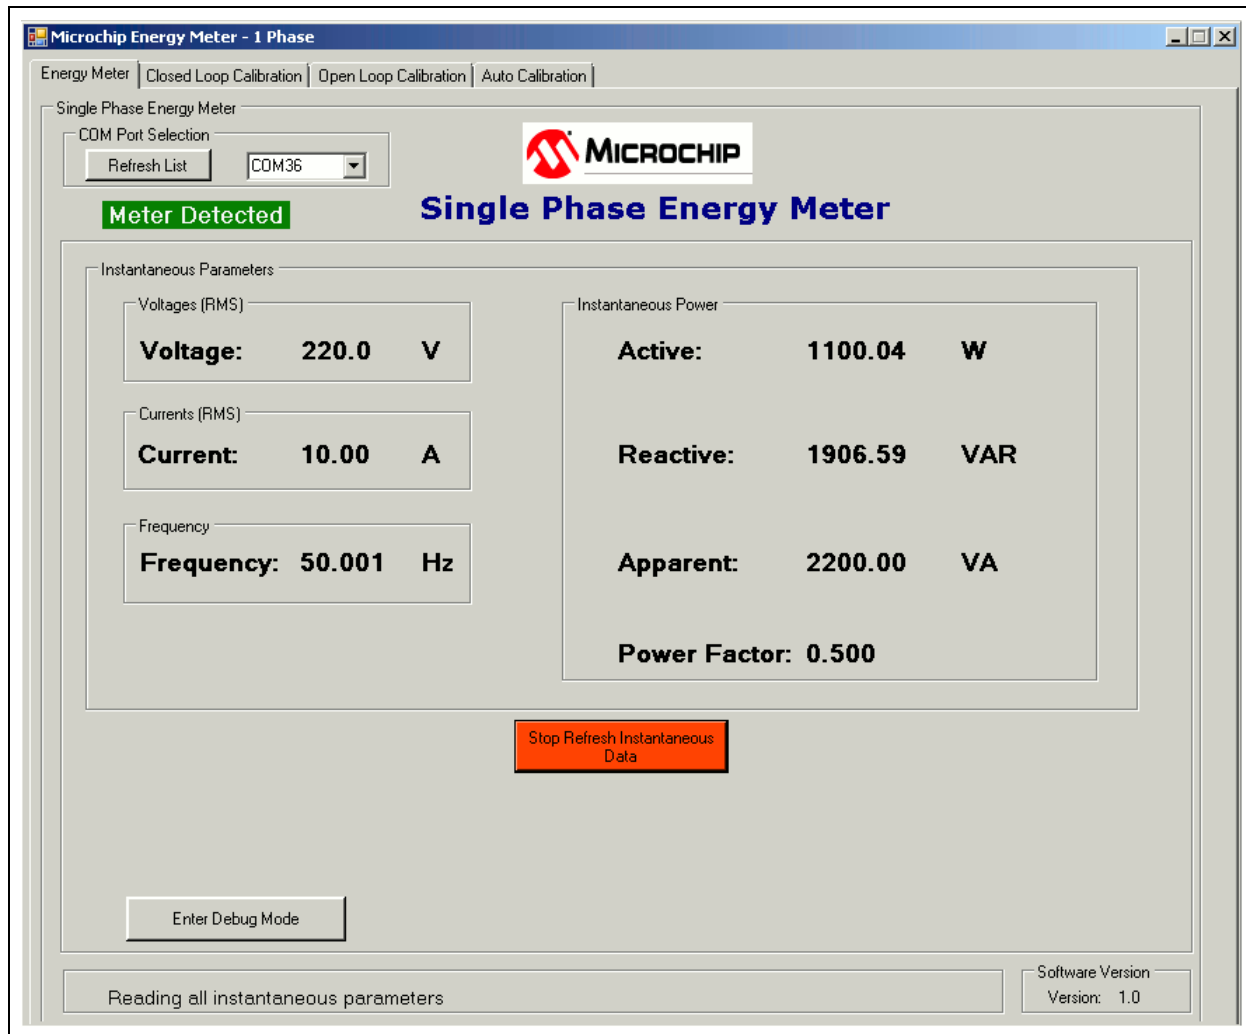 Microchip Energy Meter - 1 Phase
Energy Meter Closed Loop Calibration Open Loop Calibration Auto Calibration
Single Phase Energy Meter
COM Port Selection
Refresh List COM36
MICROCHIP
Meter Detected
Single Phase Energy Meter
Instantaneous Parameters
Voltages (RMS)
Voltage: 220.0 V
Currents (RMS)
Current: 10.00 A
Frequency
Frequency: 50.001 Hz
Instantaneous Power
Active: 1100.04 W
Reactive: 1906.59 VAR
Apparent: 2200.00 VA
Power Factor: 0.500
Stop Refresh Instantaneous
Data
Enter Debug Mode
Reading all instantaneous parameters
Software Version
Version: 1.0